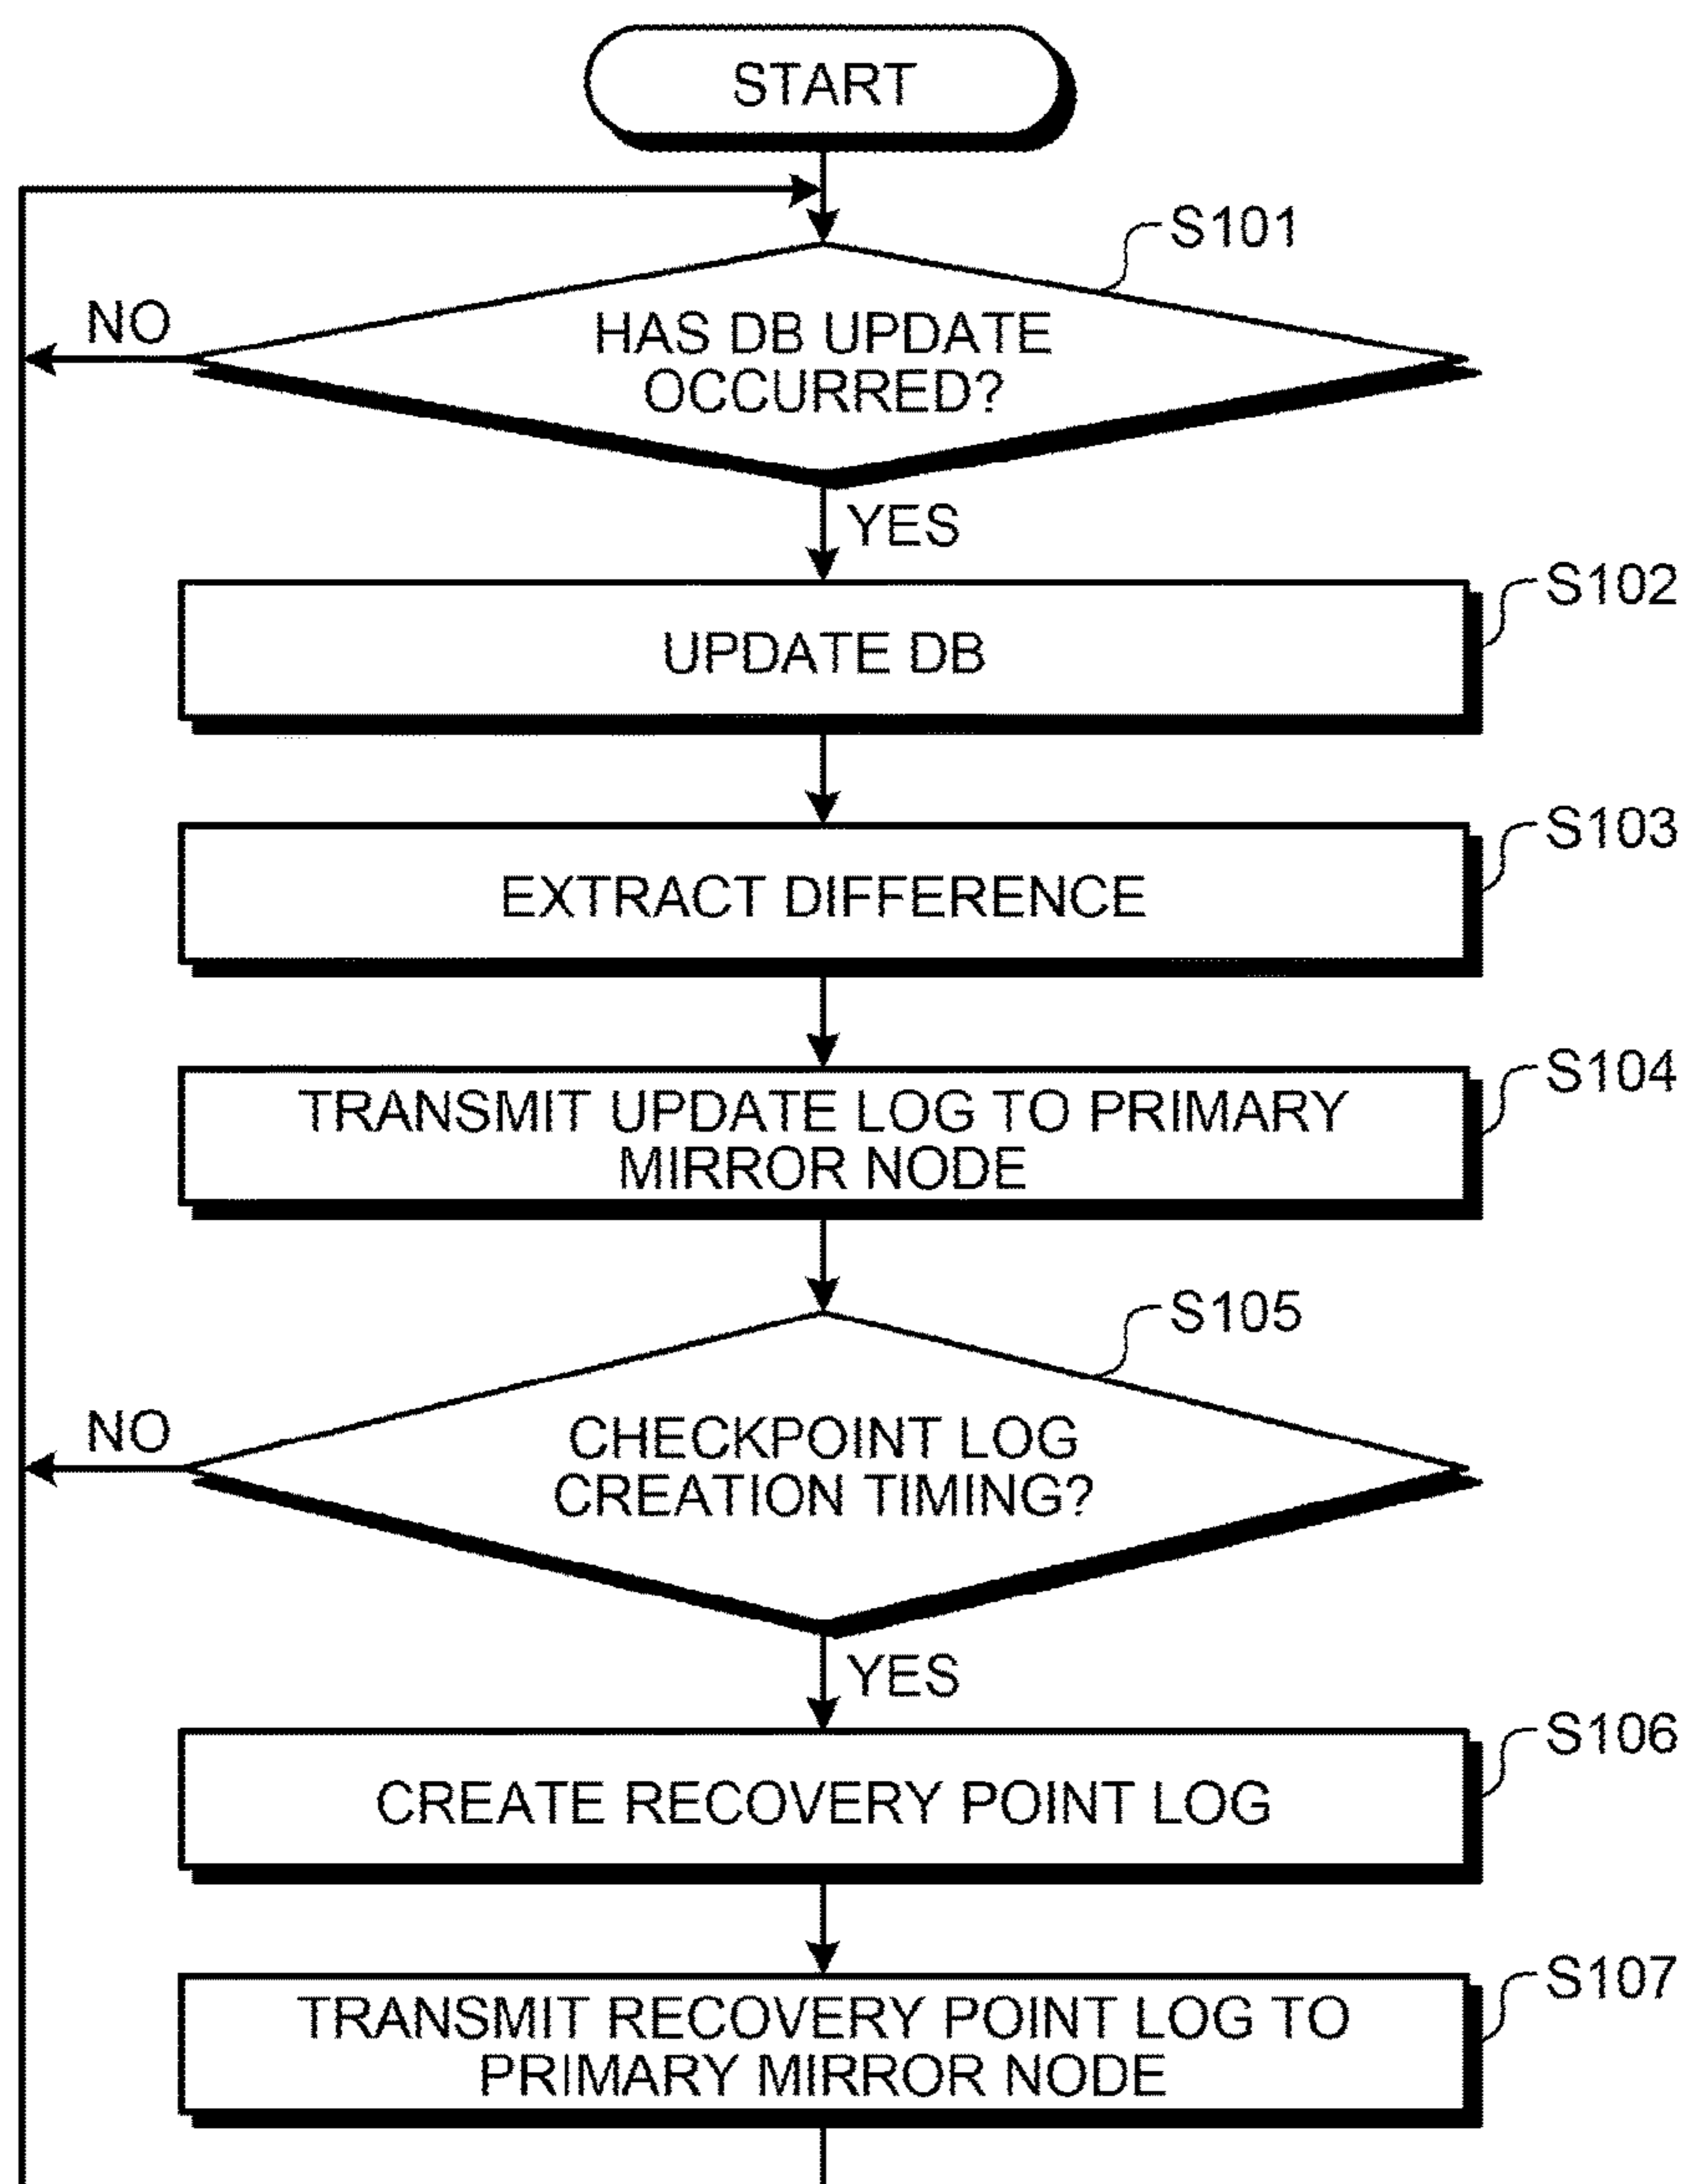 START
S101
NO
HAS DB UPDATE
OCCURRED?
YES
S102
UPDATE DB
S103
EXTRACT DIFFERENCE
S104
TRANSMIT UPDATE LOG TO PRIMARY
MIRROR NODE
S105
NO
CHECKPOINT LOG
CREATION TIMING?
YES
S106
CREATE RECOVERY POINT LOG
S107
TRANSMIT RECOVERY POINT LOG TO
PRIMARY MIRROR NODE